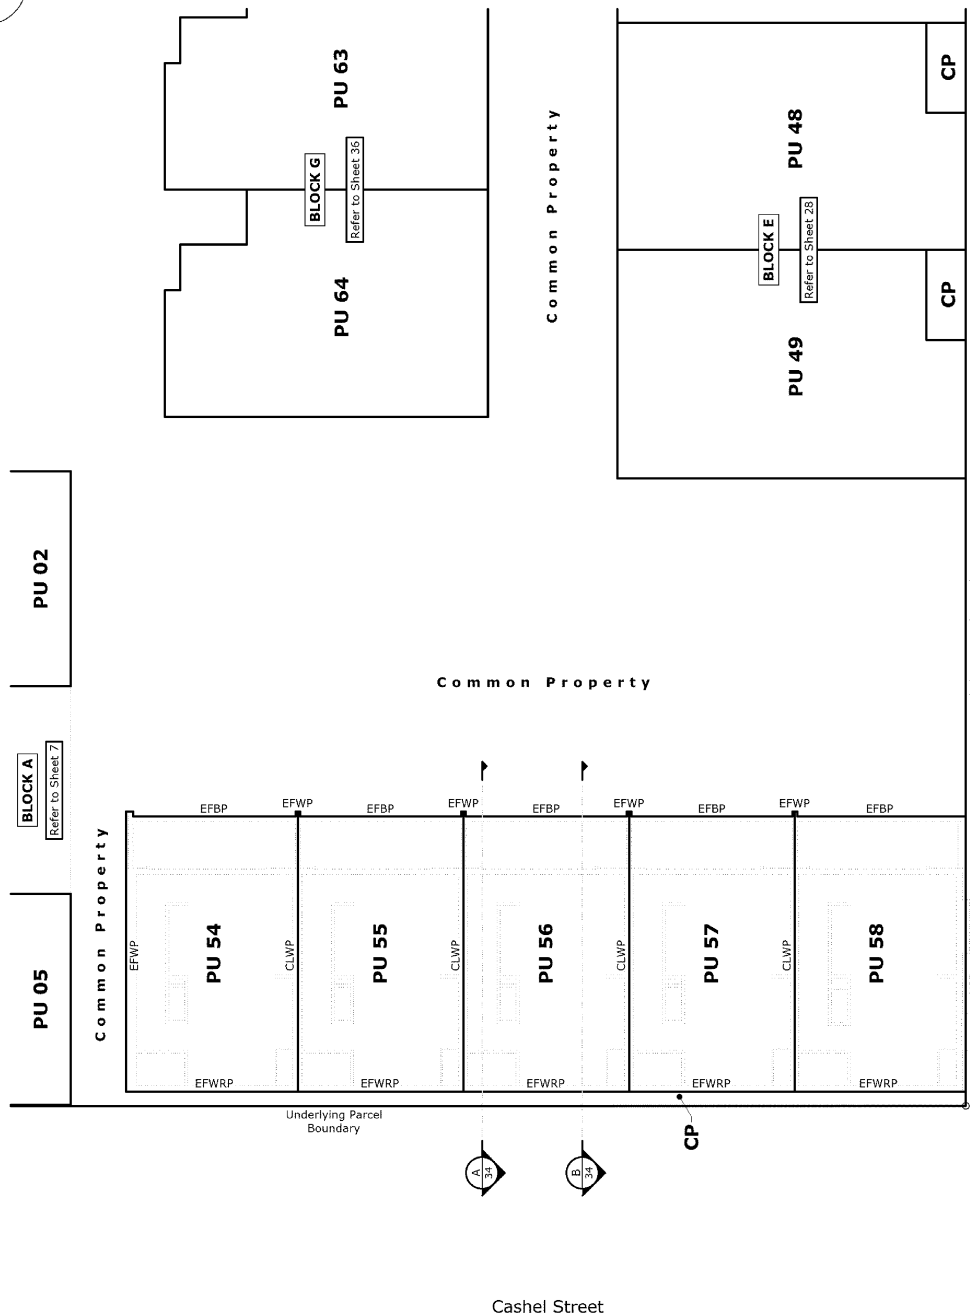 PU 63
BLOCK G
Refer to Sheet 36
PU 64
Common Property
CP
PU 48
BLOCK E
Refer to Sheet 28
CP
PU 49
PU 02
Common Property
BLOCK A
Refer to Sheet 7
PU 05
Common Property
EFBP
EFWP
EFBP
EFWP
EFBP
EFWP
EFBP
EFWP
EFBP
EFWP
PU 54
CLWP
PU 55
CLWP
PU 56
CLWP
PU 57
CLWP
PU 58
EFWRP
EFWRP
EFWRP
EFWRP
EFWRP
Underlying Parcel
Boundary
CP
A
34
B
34
Cashel Street